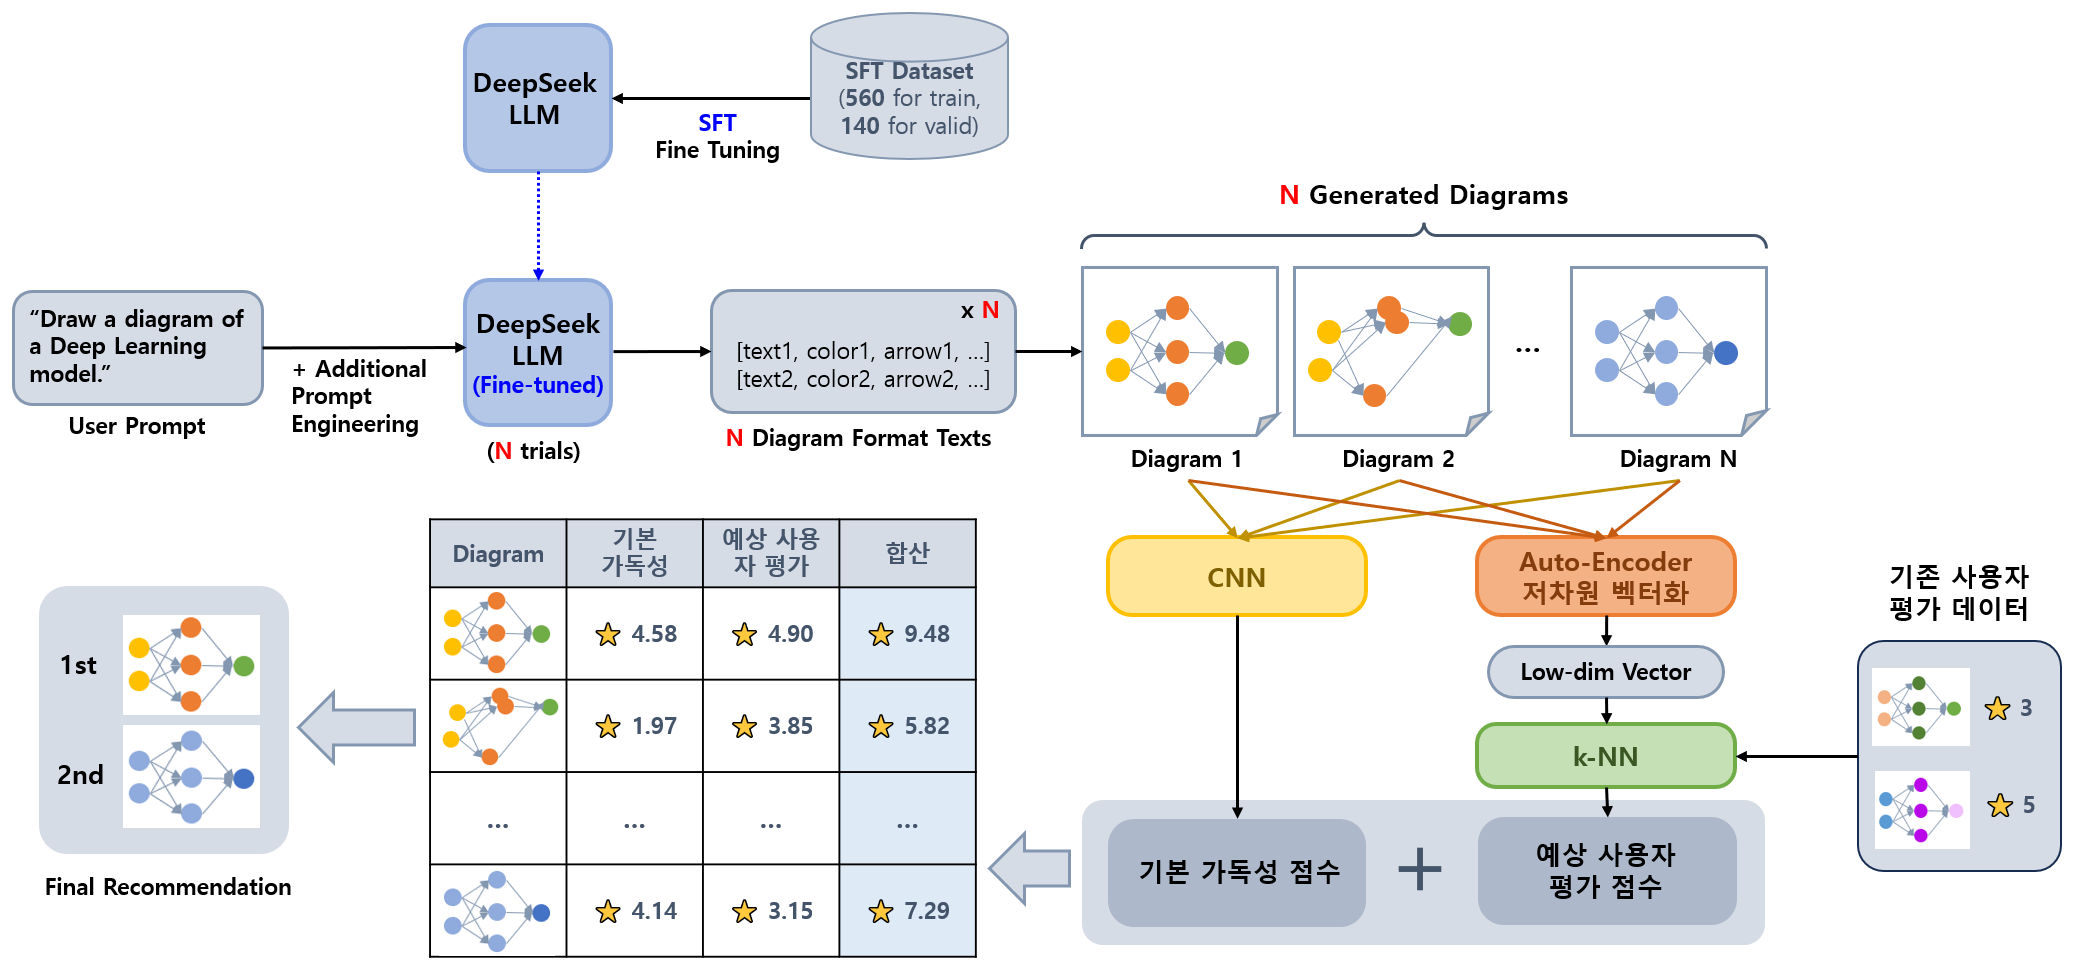 DeepSeek
LLM
SFT Dataset
(560 for train,
140 for valid)
SFT
Fine Tuning
N Generated Diagrams
“Draw a diagram of
a Deep Learning
model.”
User Prompt
+ Additional
Prompt
Engineering
DeepSeek
LLM
(Fine-tuned)
(N trials)
x N
[text1, color1, arrow1, ...]
[text2, color2, arrow2, ...]
N Diagram Format Texts
...
Diagram 1
Diagram 2
Diagram N
CNN
Auto-Encoder
저차원 벡터화
Low-dim Vector
k-NN
기존 사용자
평가 데이터
3
5
기본 가독성 점수
+
예상 사용자
평가 점수
Diagram
기본
가독성
예상 사용
자 평가
합산
4.58
4.90
9.48
1.97
3.85
5.82
...
...
...
...
4.14
3.15
7.29
1st
2nd
Final Recommendation